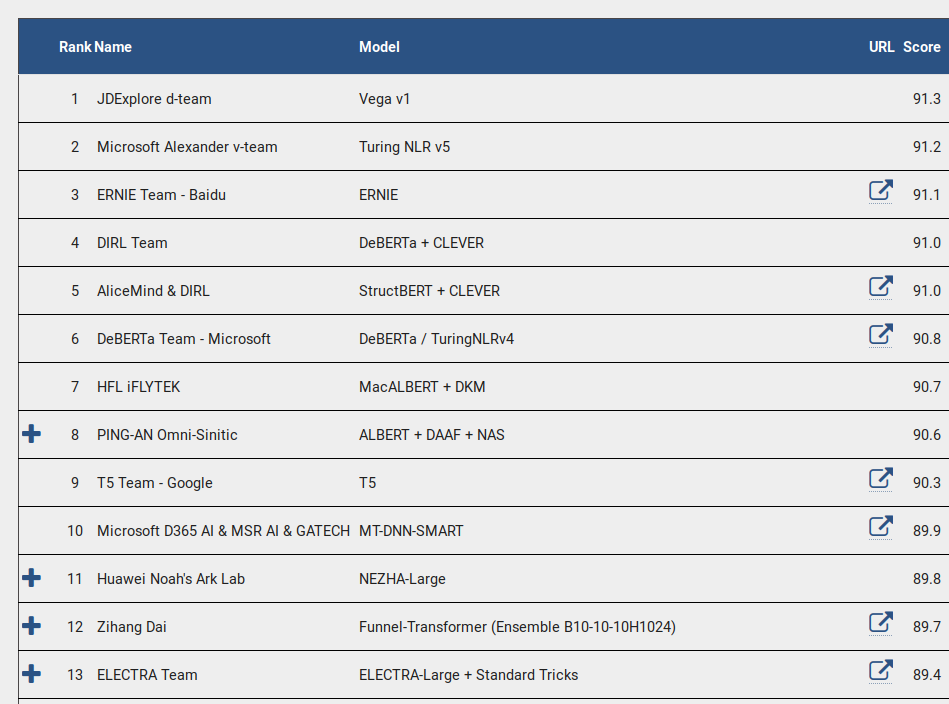 Rank Name Model URL Score
1 JDExplore d-team Vega v1 91.3
2 Microsoft Alexander v-team Turing NLR v5 91.2
3 ERNIE Team - Baidu ERNIE 91.1
4 DIRL Team DeBERTa + CLEVER 91.0
5 AliceMind & DIRL StructBERT + CLEVER 91.0
6 DeBERTa Team - Microsoft DeBERTa / TuringNLRv4 90.8
7 HFL iFLYTEK MacALBERT + DKM 90.7
8 PING-AN Omni-Sinitic ALBERT + DAAF + NAS 90.6
9 T5 Team - Google T5 90.3
10 Microsoft D365 AI & MSR AI & GATECH MT-DNN-SMART 89.9
11 Huawei Noah's Ark Lab NEZHA-Large 89.8
12 Zihang Dai Funnel-Transformer (Ensemble B10-10-10H1024) 89.7
13 ELECTRA Team ELECTRA-Large + Standard Tricks 89.4